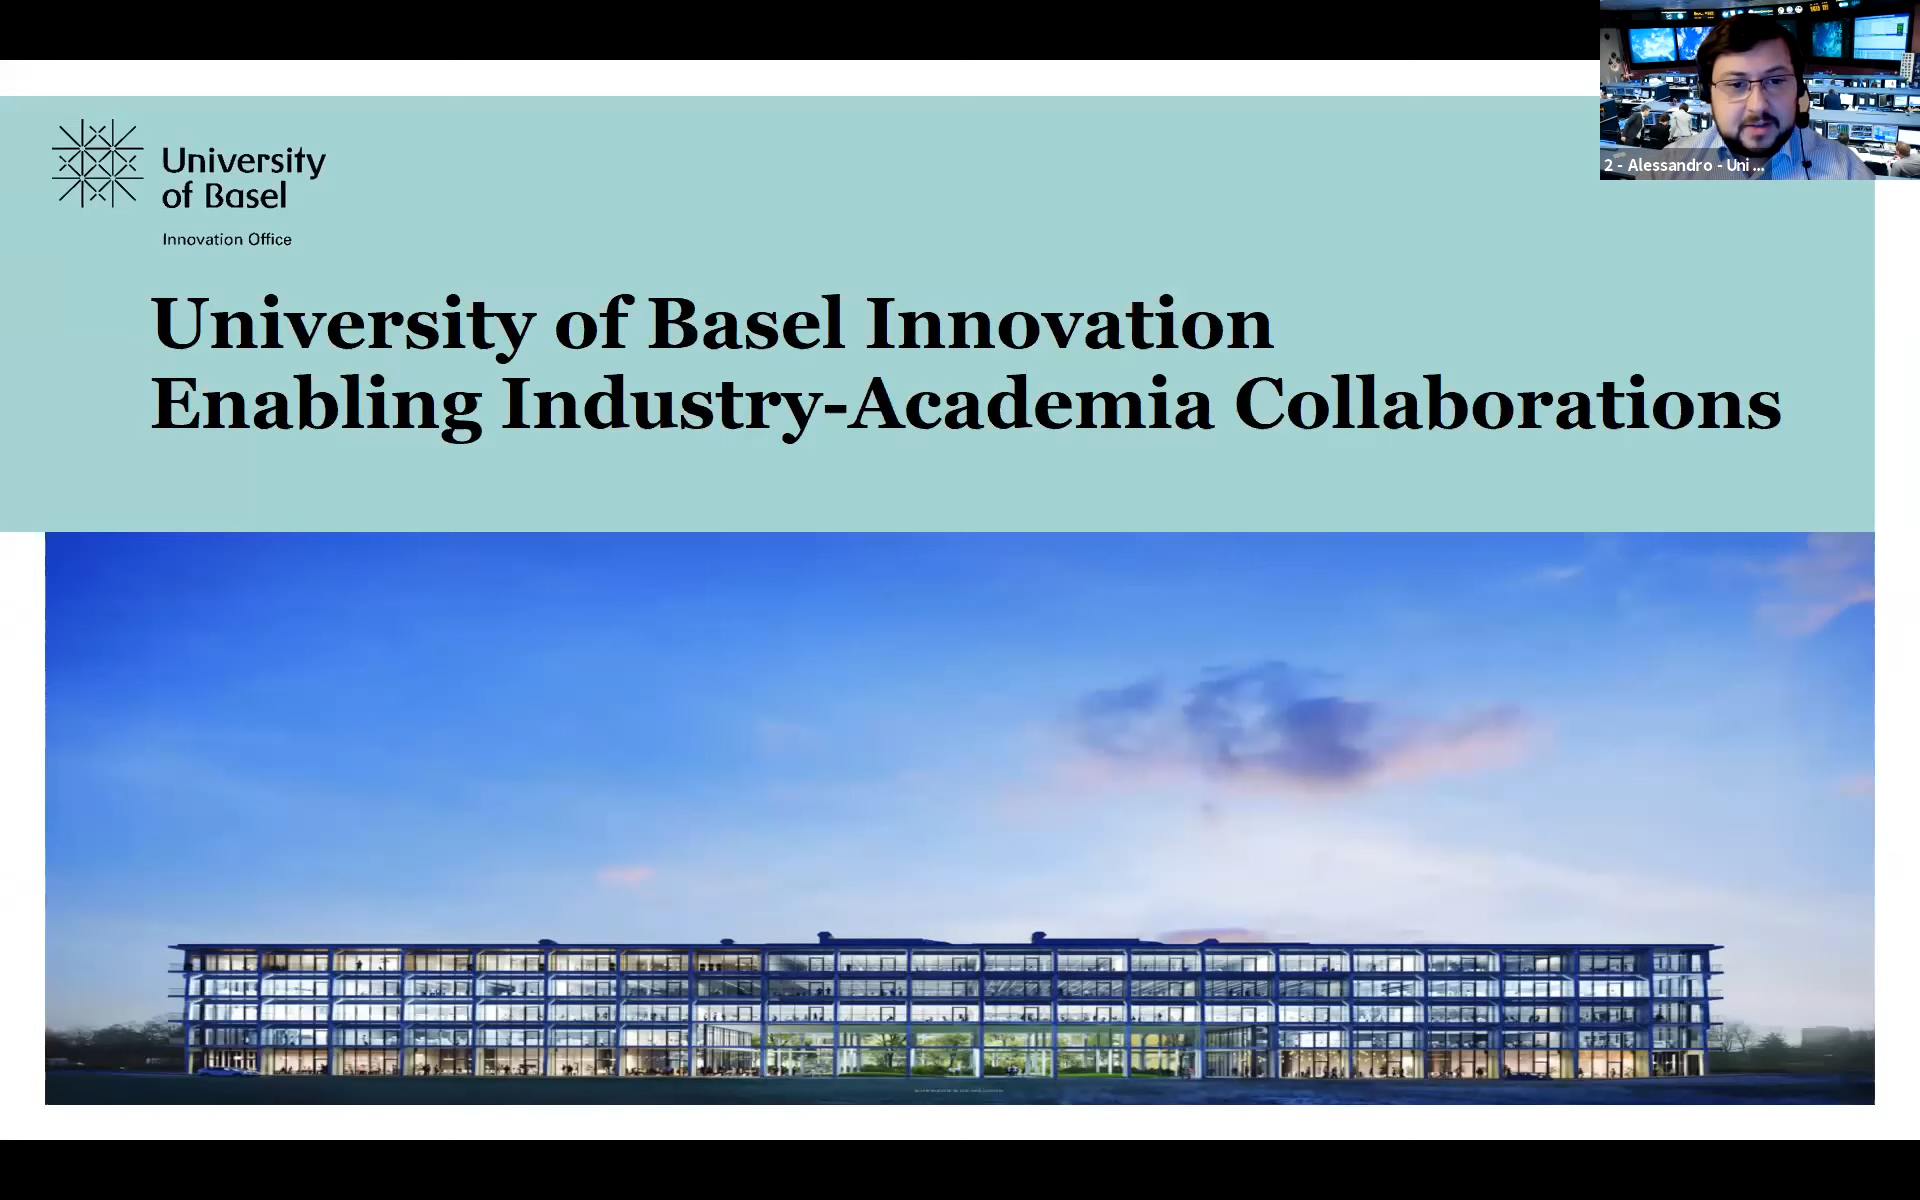 2 - Alessandro - Uni ...
University
of Basel
Innovation Office
University of Basel Innovation
Enabling Industry-Academia Collaborations